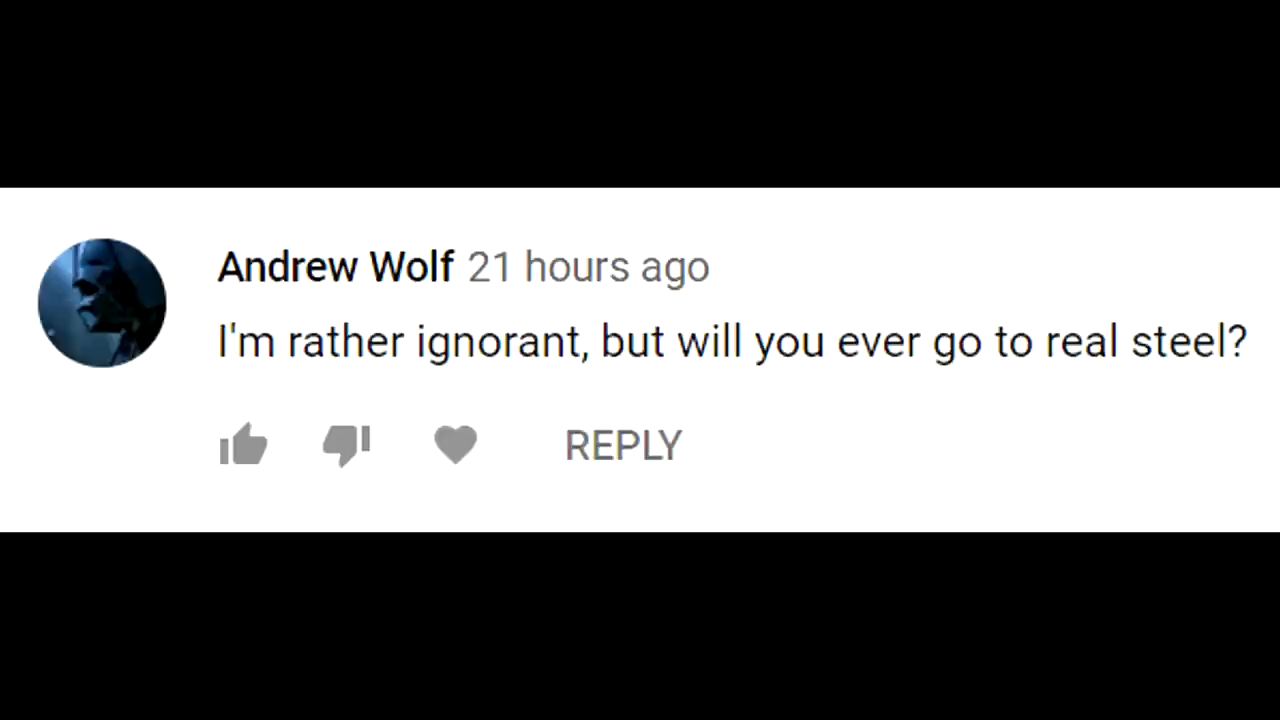 Andrew Wolf 21 hours ago
I'm rather ignorant, but will you ever go to real steel?
REPLY